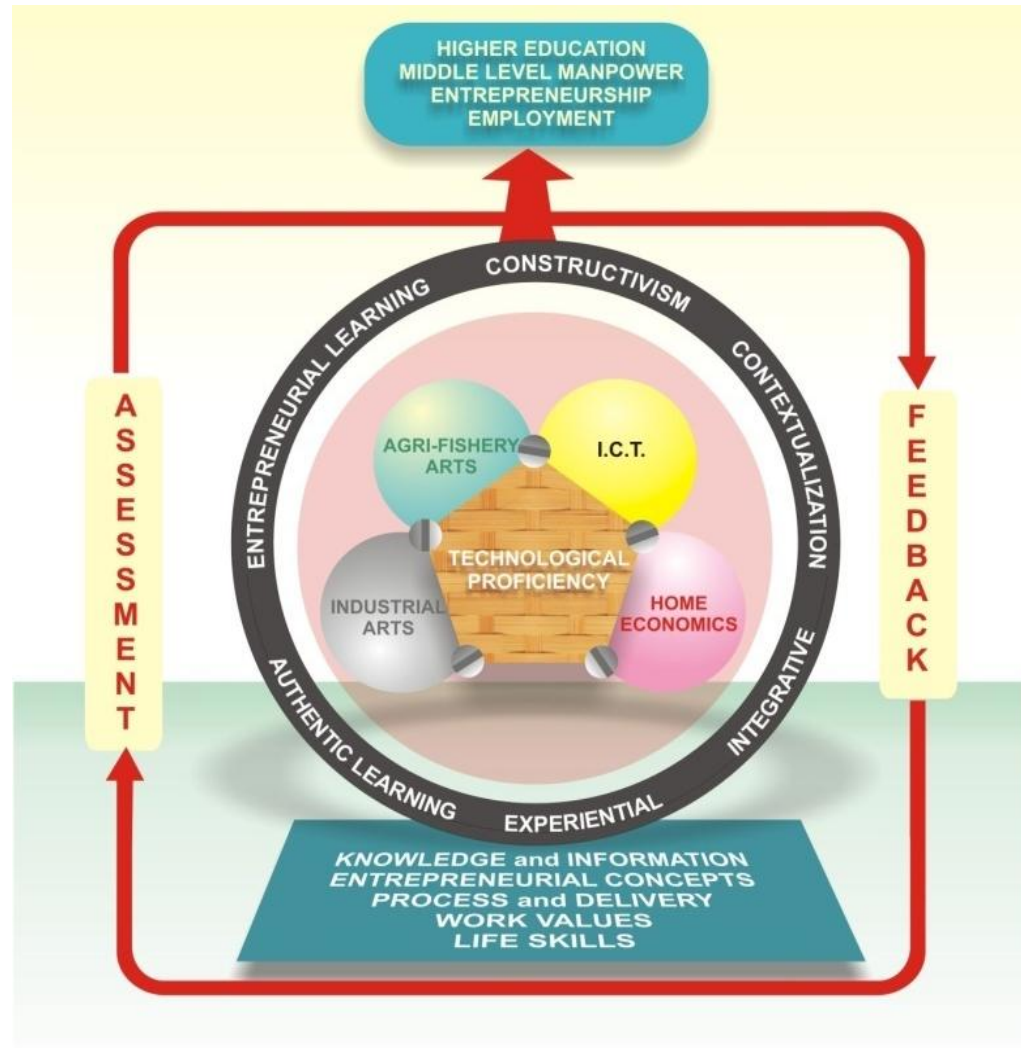 HIGHER EDUCATION
MIDDLE LEVEL MANPOWER
ENTREPRENEURSHIP
EMPLOYMENT
ENTREPRENEURIAL LEARNING
CONSTRUCTIVISM
CONTEXTUALIZATION
INTEGRATIVE
EXPERIENTIAL
AUTHENTIC LEARNING
ASSESSMENT
FEEDBACK
AGRI-FISHERY
ARTS
I.C.T.
TECHNOLOGICAL
PROFICIENCY
INDUSTRIAL
ARTS
HOME
ECONOMICS
KNOWLEDGE and INFORMATION
ENTREPRENEURIAL CONCEPTS
PROCESS and DELIVERY
WORK VALUES
LIFE SKILLS